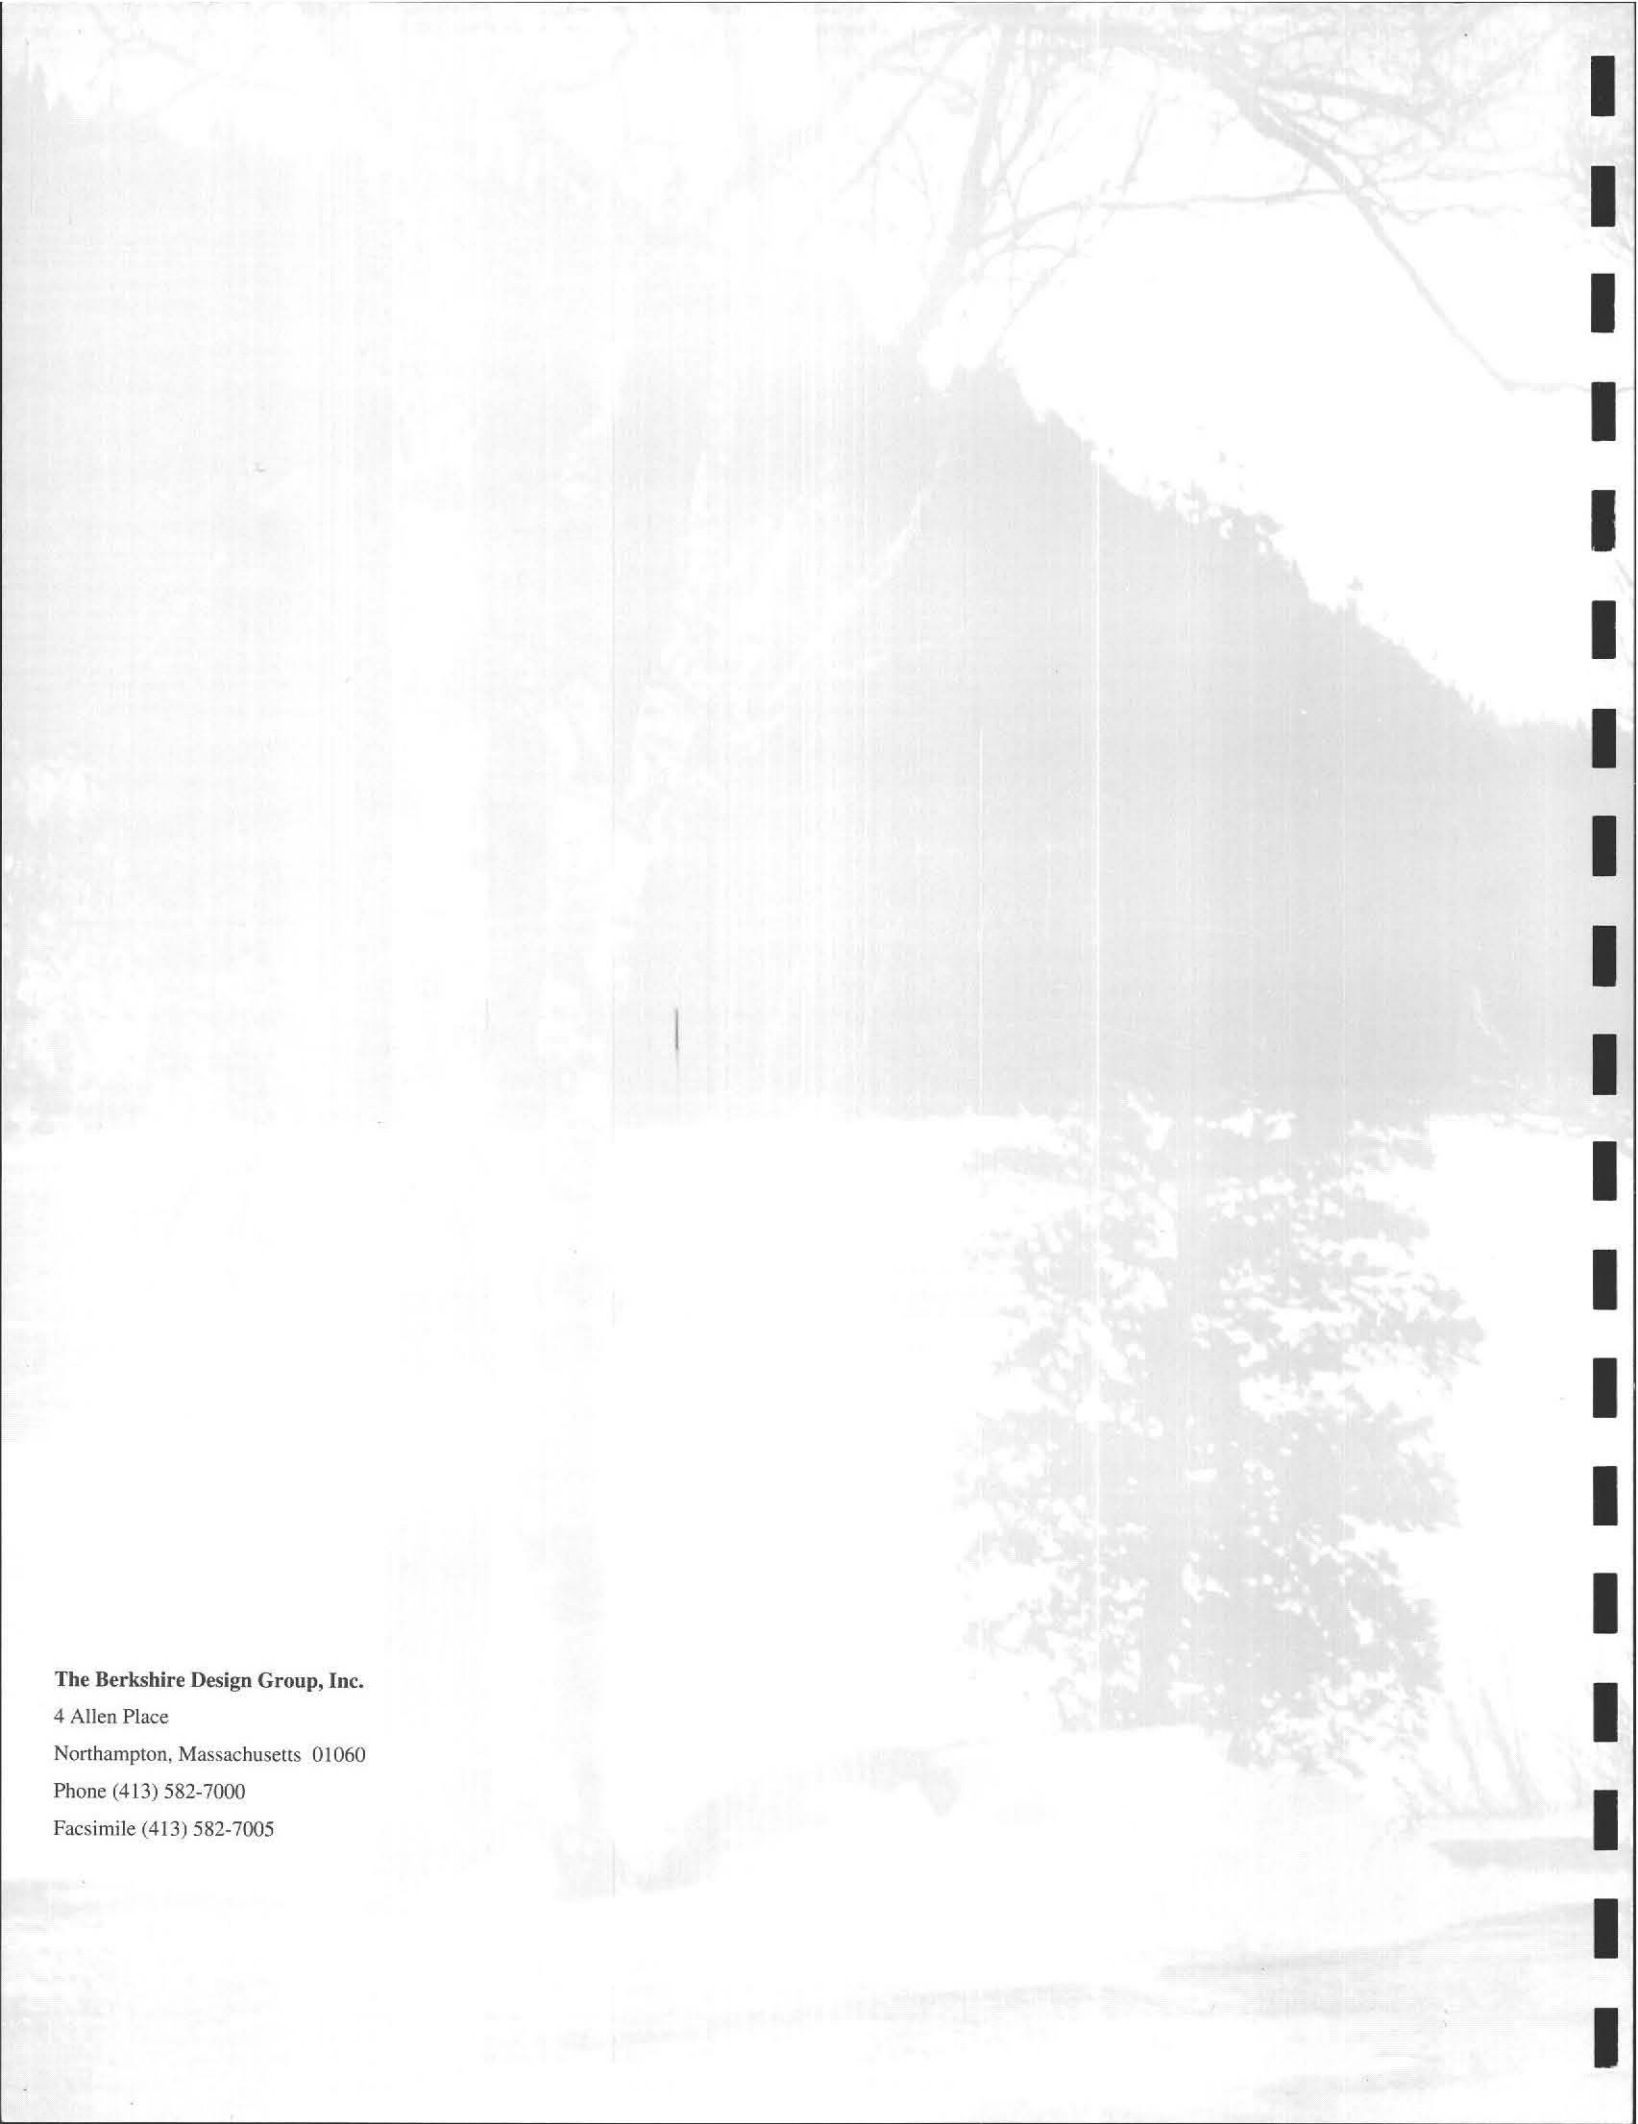 The Berkshire Design Group, Inc.
4 Allen Place
Northampton, Massachusetts  01060
Phone (413) 582-7000
Facsimile (413) 582-7005